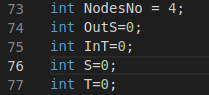 73 int NodesNo = 4;
74 int OutS=0;
75 int InT=0;
76 int S=0;
77 int T=0;